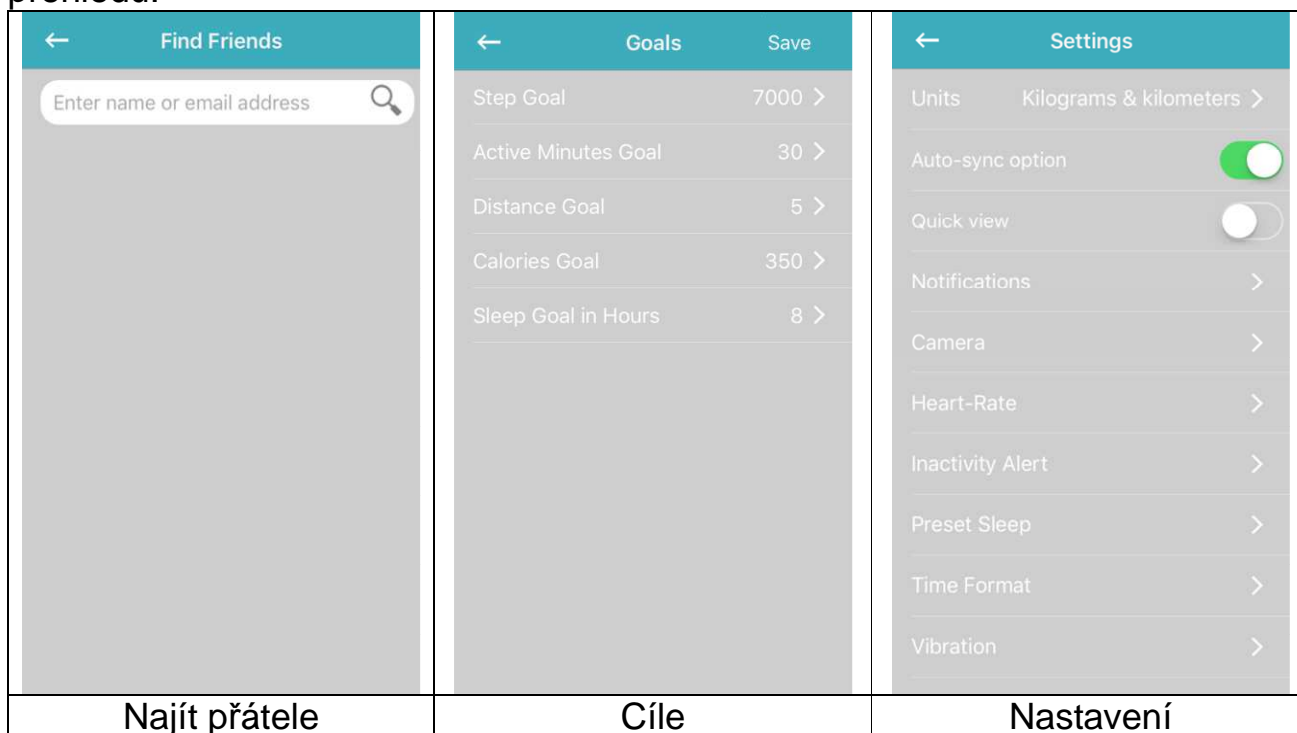 Find Friends
Enter name or email address
Goals Save
Step Goal 7000 >
Active Minutes Goal 30 >
Distance Goal 5 >
Calories Goal 350 >
Sleep Goal in Hours 8 >
Settings
Units Kilograms & kilometers >
Auto-sync option
Quick view
Notifications >
Camera >
Heart-Rate >
Inactivity Alert >
Preset Sleep >
Time Format >
Vibration >
Najít přátele
Cíle
Nastavení